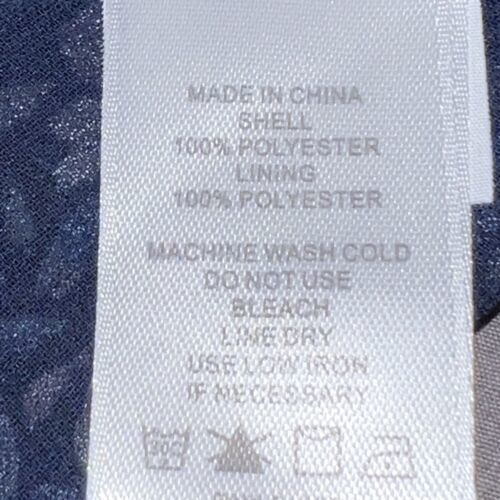 MADE IN CHINA
SHELL
100% POLYESTER
LINING
100% POLYESTER
MACHINE WASH COLD
DO NOT USE
BLEACH
LINE DRY
USE LOW IRON
IF NECESSARY